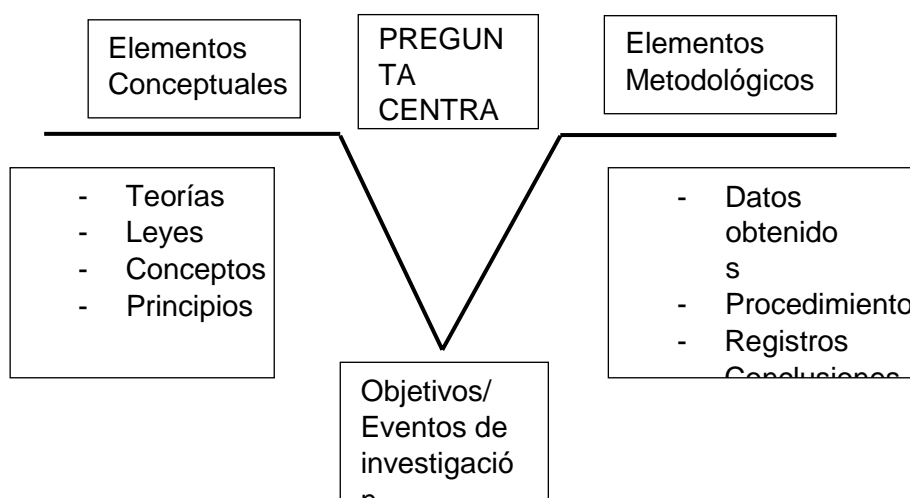 Elementos
Conceptuales
PREGUN
TA
CENTRA
Elementos
Metodológicos
- Teorías
- Leyes
- Conceptos
- Principios
- Datos
obtenido
s
- Procedimiento
- Registros
Conclusiones
Objetivos/
Eventos de
investigació
n